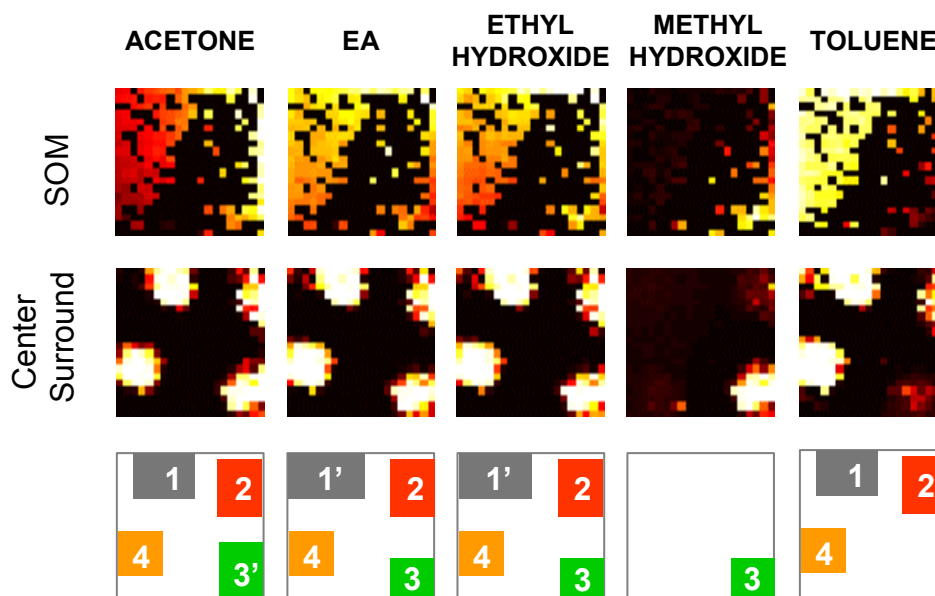 ACETONE EA ETHYL HYDROXIDE METHYL HYDROXIDE TOLUENE
SOM
Center
Surround
1 2 1’ 2 1’ 2 1 2
4 3’ 4 3 4 3 3 4